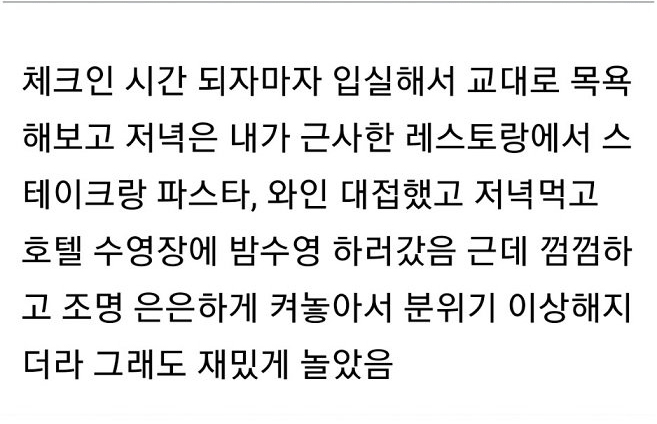 체크인 시간 되자마자 입실해서 교대로 목욕
해보고 저녁은 내가 근사한 레스토랑에서 스
테이크랑 파스타, 와인 대접했고 저녁먹고
호텔 수영장에 밤수영 하러갔음 근데 껌껌하
고 조명 은은하게 켜놓아서 분위기 이상해지
더라 그래도 재밌게 놀았음